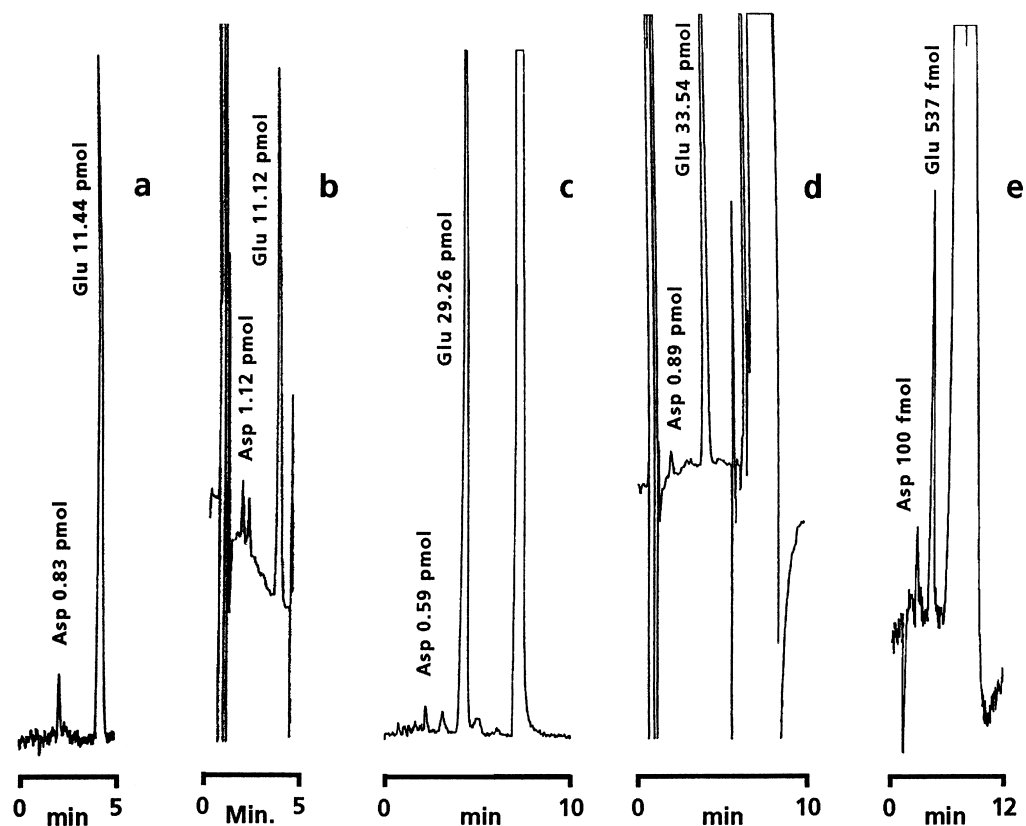 a
Glu 11.44 pmol
Asp 0.83 pmol
0 min 5
b
Glu 11.12 pmol
Asp 1.12 pmol
0 Min. 5
c
Glu 29.26 pmol
Asp 0.59 pmol
0 min 10
d
Glu 33.54 pmol
Asp 0.89 pmol
0 min 10
e
Glu 537 fmol
Asp 100 fmol
0 min 12